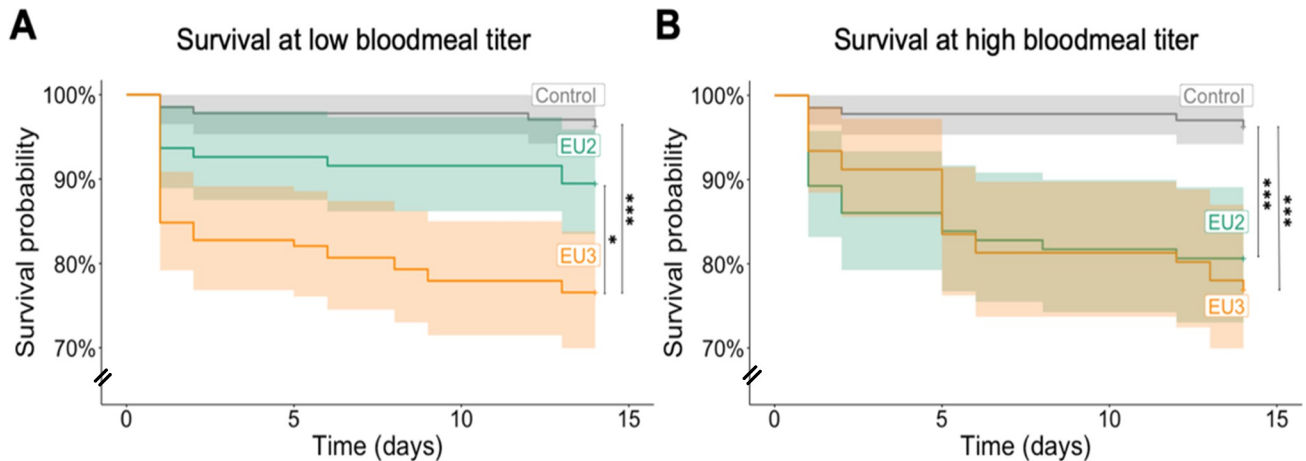 A
Survival at low bloodmeal titer
Survival probability
100%
90%
80%
70%
Control
EU2
EU3
*
***
0
5
10
15
Time (days)
B
Survival at high bloodmeal titer
Survival probability
100%
90%
80%
70%
Control
EU2
EU3
***
***
0
5
10
15
Time (days)